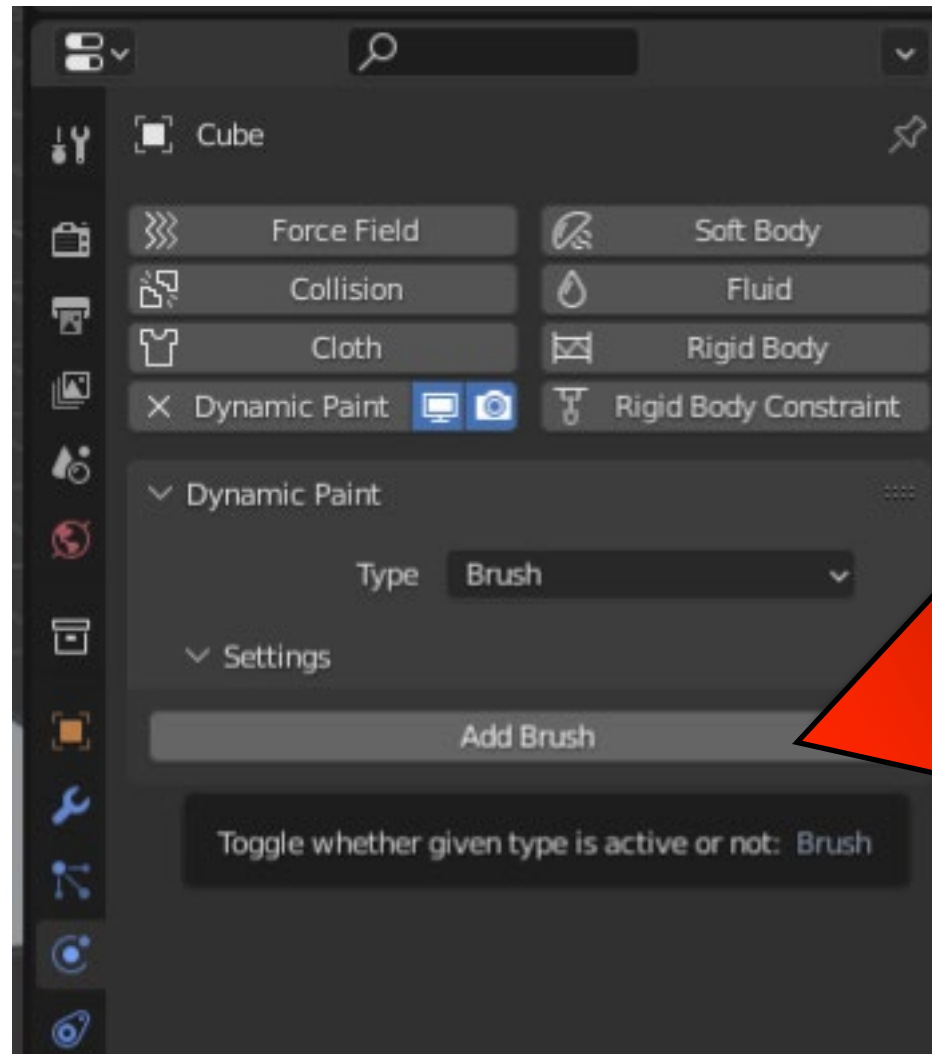 Cube
Force Field Soft Body
Collision Fluid
Cloth Rigid Body
Dynamic Paint Rigid Body Constraint
Dynamic Paint
Type Brush
Settings
Add Brush
Toggle whether given type is active or not: Brush